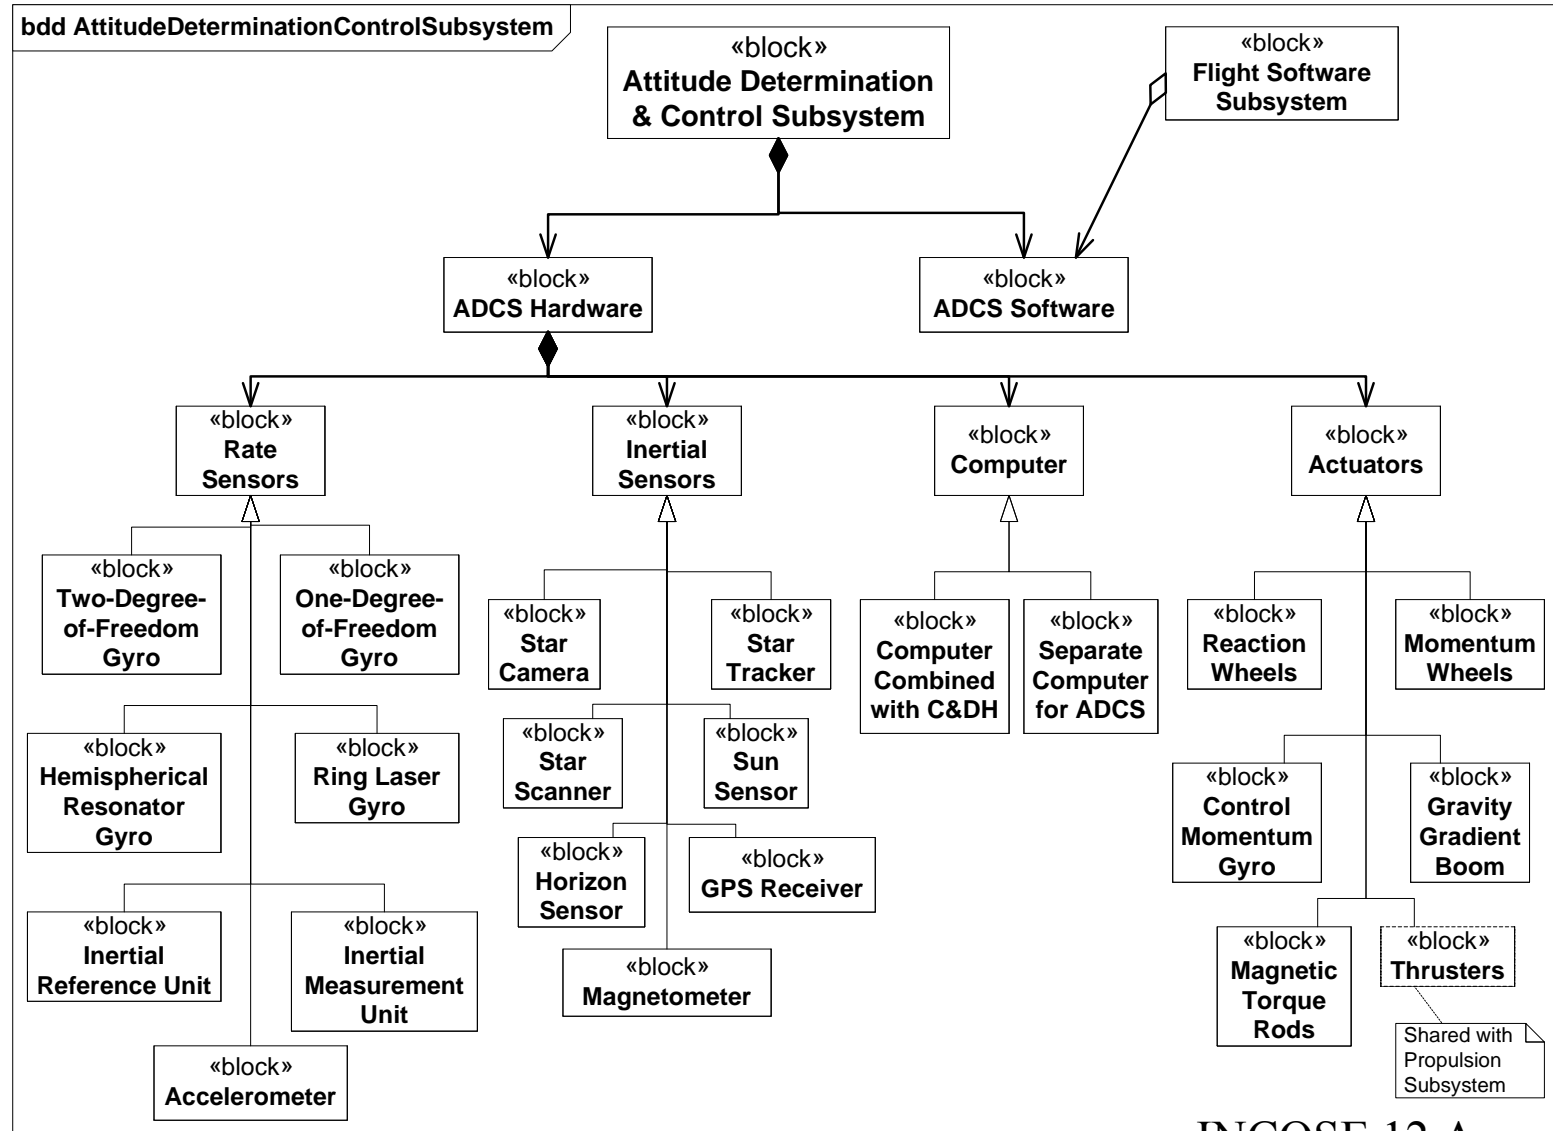 bdd AttitudeDeterminationControlSubsystem
«block»
Attitude Determination
& Control Subsystem
«block»
Flight Software
Subsystem
«block»
ADCS Hardware
«block»
ADCS Software
«block»
Rate
Sensors
«block»
Inertial
Sensors
«block»
Computer
«block»
Actuators
«block»
Two-Degree-
of-Freedom
Gyro
«block»
One-Degree-
of-Freedom
Gyro
«block»
Star
Camera
«block»
Star
Tracker
«block»
Computer
Combined
with C&DH
«block»
Separate
Computer
for ADCS
«block»
Reaction
Wheels
«block»
Momentum
Wheels
«block»
Hemispherical
Resonator
Gyro
«block»
Ring Laser
Gyro
«block»
Star
Scanner
«block»
Sun
Sensor
«block»
Control
Momentum
Gyro
«block»
Gravity
Gradient
Boom
«block»
Horizon
Sensor
«block»
GPS Receiver
«block»
Inertial
Reference Unit
«block»
Inertial
Measurement
Unit
«block»
Magnetometer
«block»
Magnetic
Torque
Rods
«block»
Thrusters
Shared with
Propulsion
Subsystem
«block»
Accelerometer
INCOSE 12 A